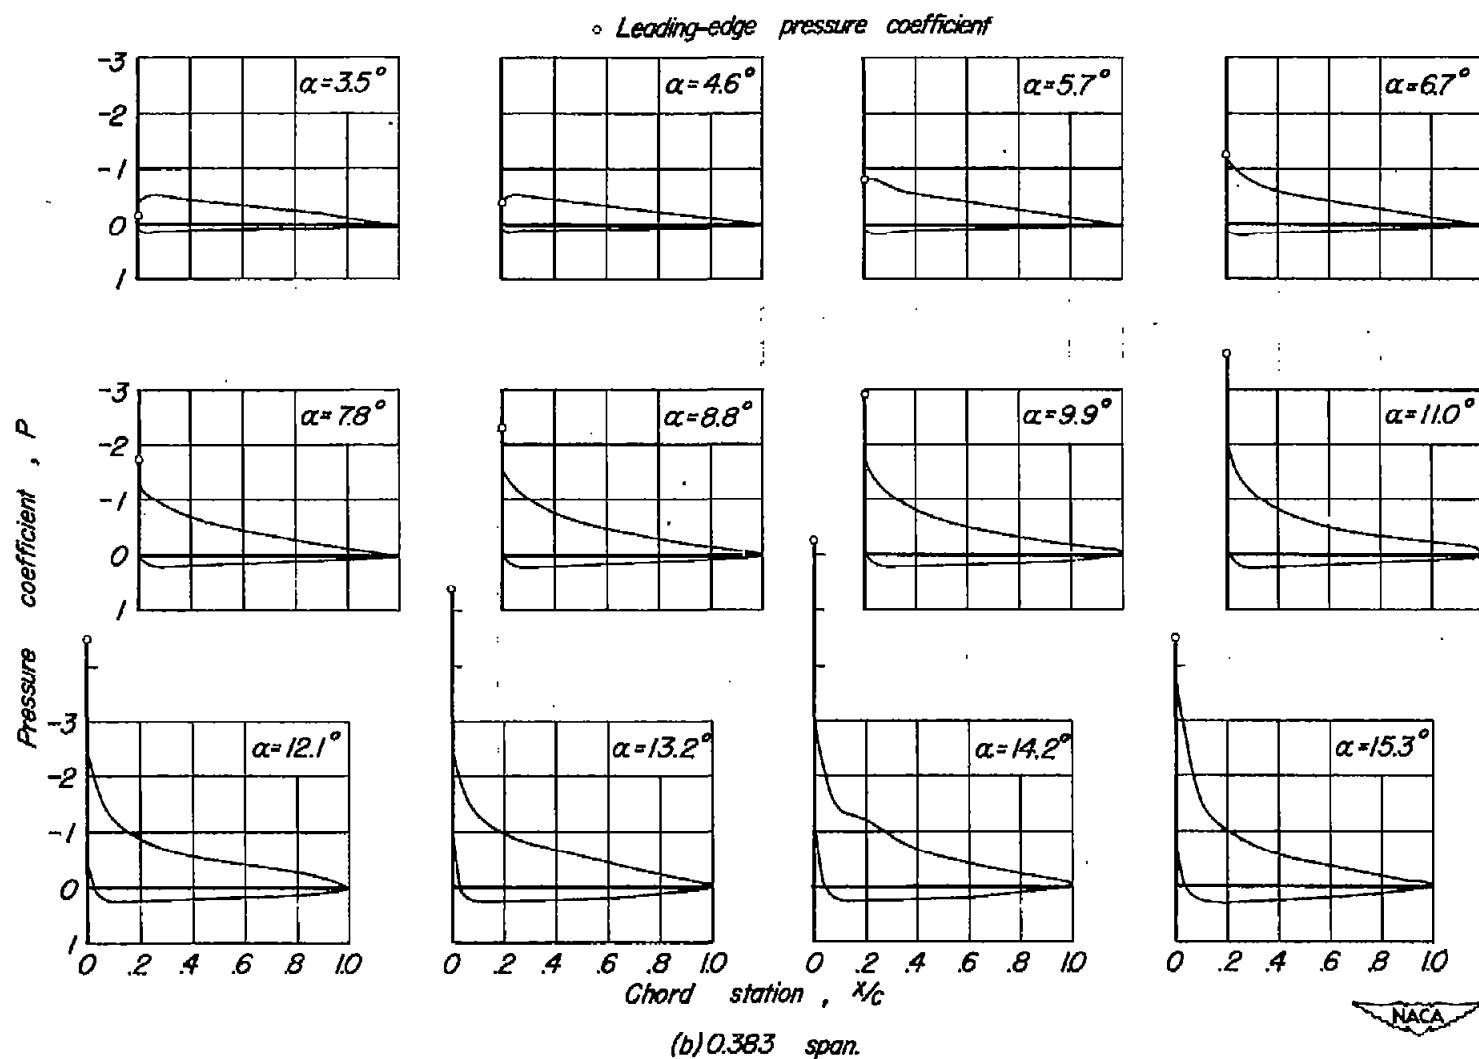 o Leading-edge pressure coefficient
-3 α=3.5° α=4.6° α=5.7° α=6.7°
-2
-1
0
1
-3 α=7.8° α=8.8° α=9.9° α=11.0°
-2
-1
0
1
Pressure coefficient , P
-3 α=12.1° α=13.2° α=14.2° α=15.3°
-2
-1
0
1
0 .2 .4 .6 .8 1.0 0 .2 .4 .6 .8 1.0 0 .2 .4 .6 .8 1.0 0 .2 .4 .6 .8 1.0
Chord station , x/c
NACA
(b) 0.383 span.